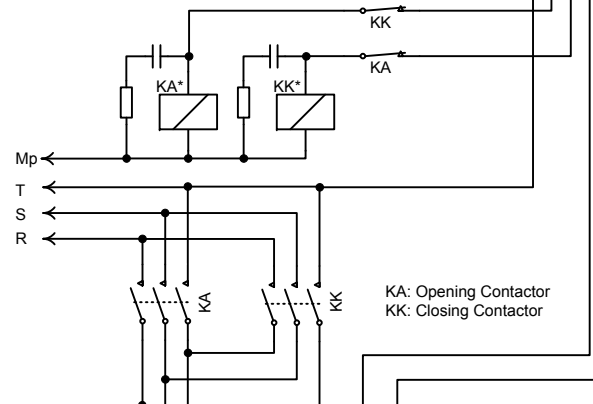 KK
KA
KA*
KK*
Mp
T
S
R
KA
KK
KA: Opening Contactor
KK: Closing Contactor